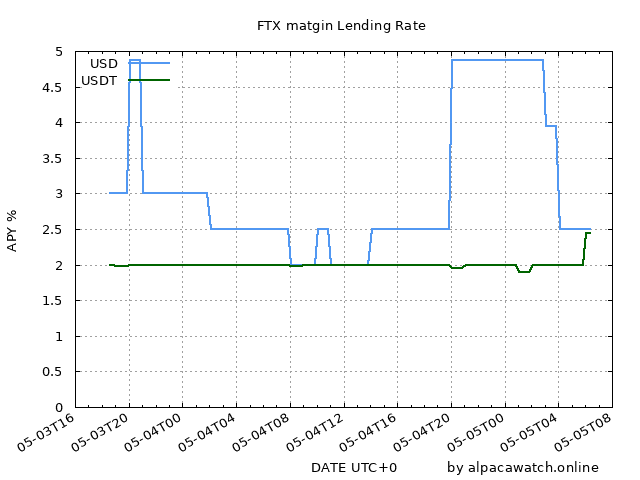 FTX matgin Lending Rate
USD
USDT
5
4.5
4
3.5
3
2.5
2
1.5
1
0.5
0
APY %
05-03T16
05-03T20
05-04T00
05-04T04
05-04T08
05-04T12
05-04T16
05-04T20
05-05T00
05-05T04
05-05T08
DATE UTC+0
by alpacawatch.online